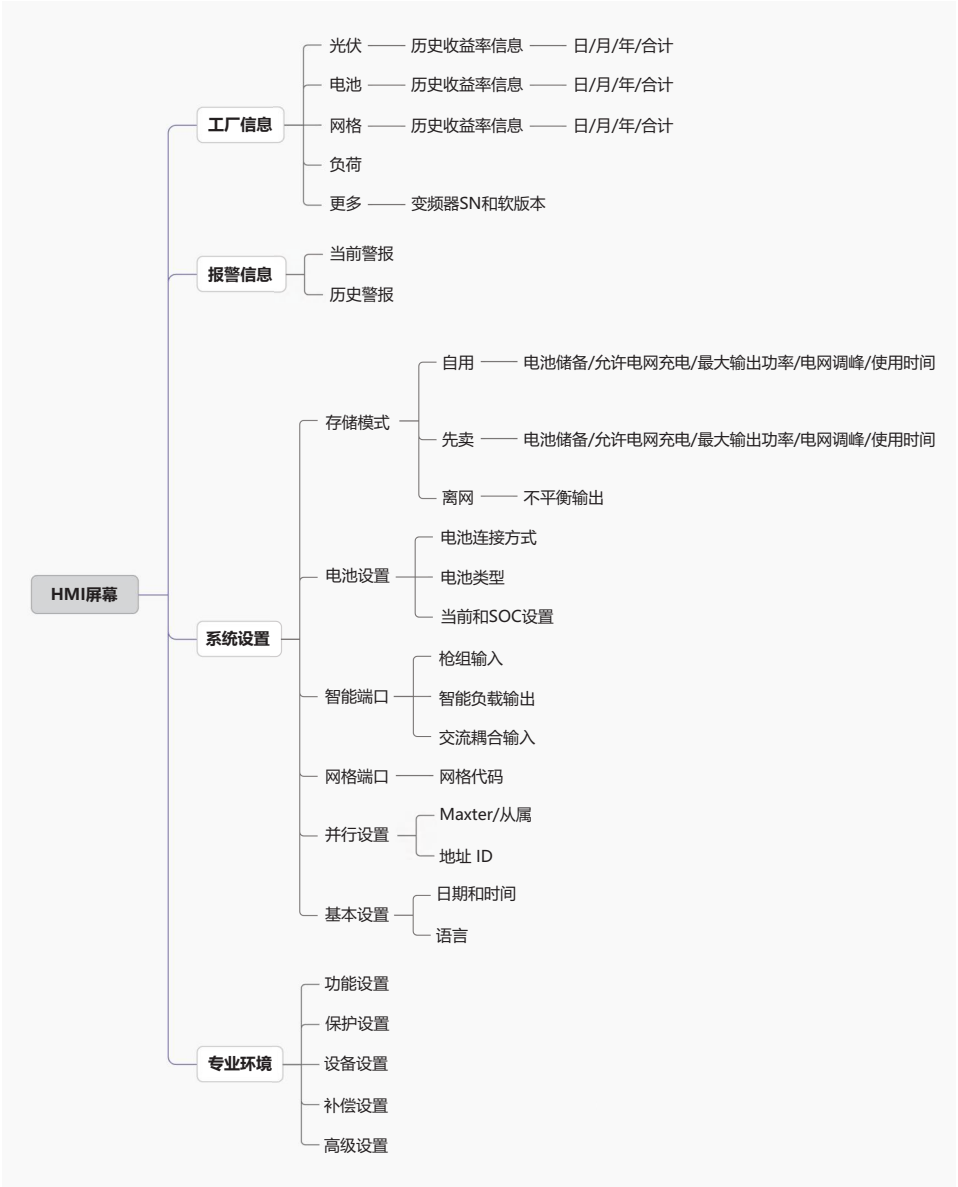 光伏 历史收益率信息 日/月/年/合计
电池 历史收益率信息 日/月/年/合计
工厂信息
网格 历史收益率信息 日/月/年/合计
负荷
更多 变频器SN和软版本
报警信息
当前警报
历史警报
HMI屏幕
系统设置
存储模式
自用 电池储备/允许电网充电/最大输出功率/电网调峰/使用时间
先卖 电池储备/允许电网充电/最大输出功率/电网调峰/使用时间
离网 不平衡输出
电池设置
电池连接方式
电池类型
当前和SOC设置
智能端口
枪组输入
智能负载输出
交流耦合输入
网格端口 网格代码
并行设置
Maxter/从属
地址 ID
基本设置
日期和时间
语言
专业环境
功能设置
保护设置
设备设置
补偿设置
高级设置